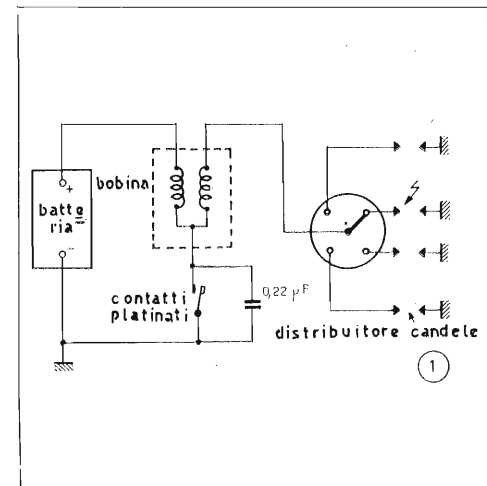 bobina
+
batte
ria
-
contatti
platinati
0,22 µF
distribuitore candele
1